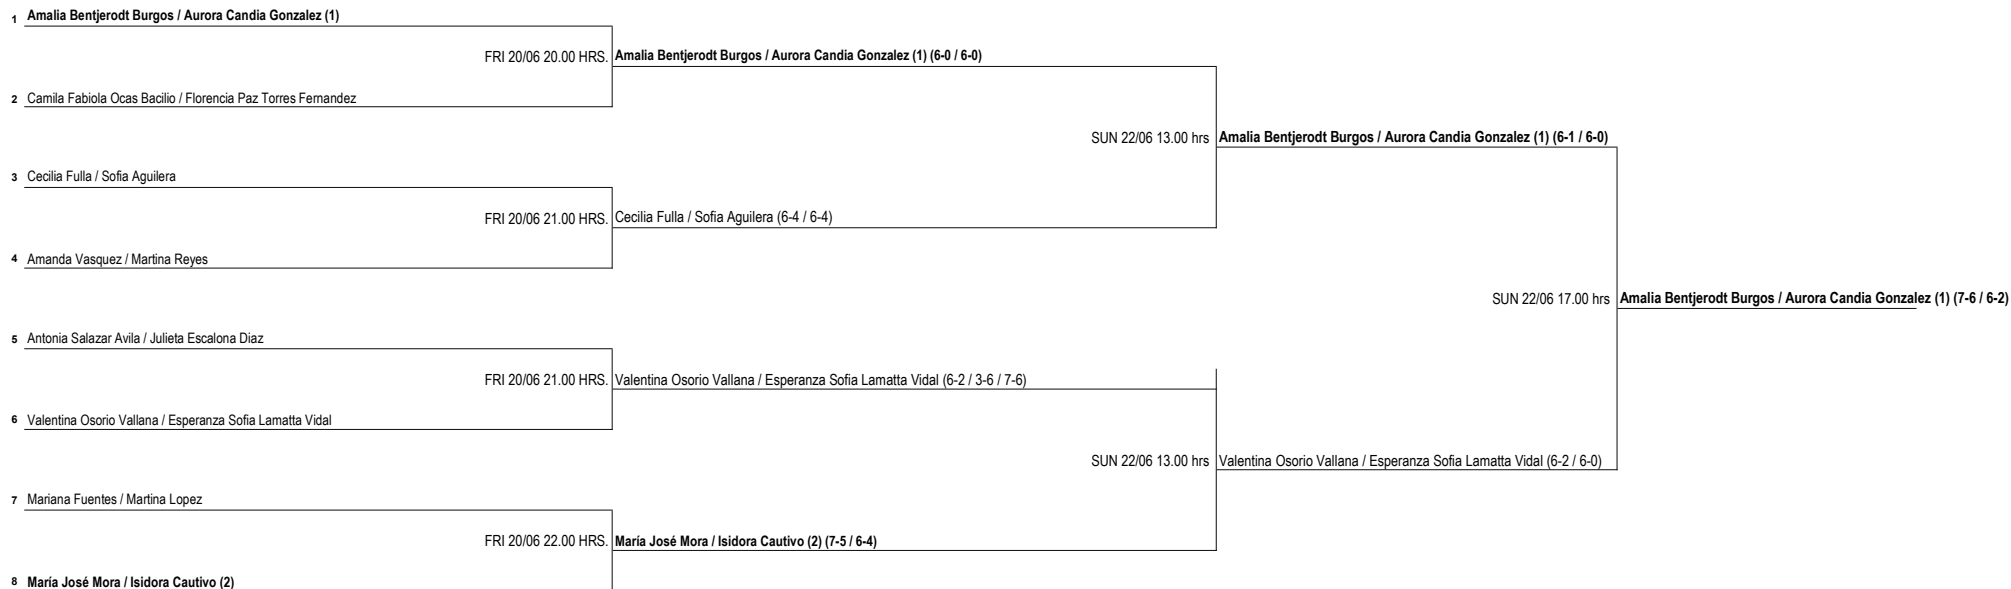 1 Amalia Bentjerodt Burgos / Aurora Candia Gonzalez (1)
FRI 20/06 20.00 HRS. Amalia Bentjerodt Burgos / Aurora Candia Gonzalez (1) (6-0 / 6-0)
2 Camila Fabiola Ocas Bacilio / Florencia Paz Torres Fernandez
SUN 22/06 13.00 hrs Amalia Bentjerodt Burgos / Aurora Candia Gonzalez (1) (6-1 / 6-0)
3 Cecilia Fulla / Sofia Aguilera
FRI 20/06 21.00 HRS. Cecilia Fulla / Sofia Aguilera (6-4 / 6-4)
4 Amanda Vasquez / Martina Reyes
SUN 22/06 17.00 hrs Amalia Bentjerodt Burgos / Aurora Candia Gonzalez (1) (7-6 / 6-2)
5 Antonia Salazar Avila / Julieta Escalona Diaz
FRI 20/06 21.00 HRS. Valentina Osorio Vallana / Esperanza Sofia Lamatta Vidal (6-2 / 3-6 / 7-6)
6 Valentina Osorio Vallana / Esperanza Sofia Lamatta Vidal
SUN 22/06 13.00 hrs Valentina Osorio Vallana / Esperanza Sofia Lamatta Vidal (6-2 / 6-0)
7 Mariana Fuentes / Martina Lopez
FRI 20/06 22.00 HRS. María José Mora / Isidora Cautivo (2) (7-5 / 6-4)
8 María José Mora / Isidora Cautivo (2)